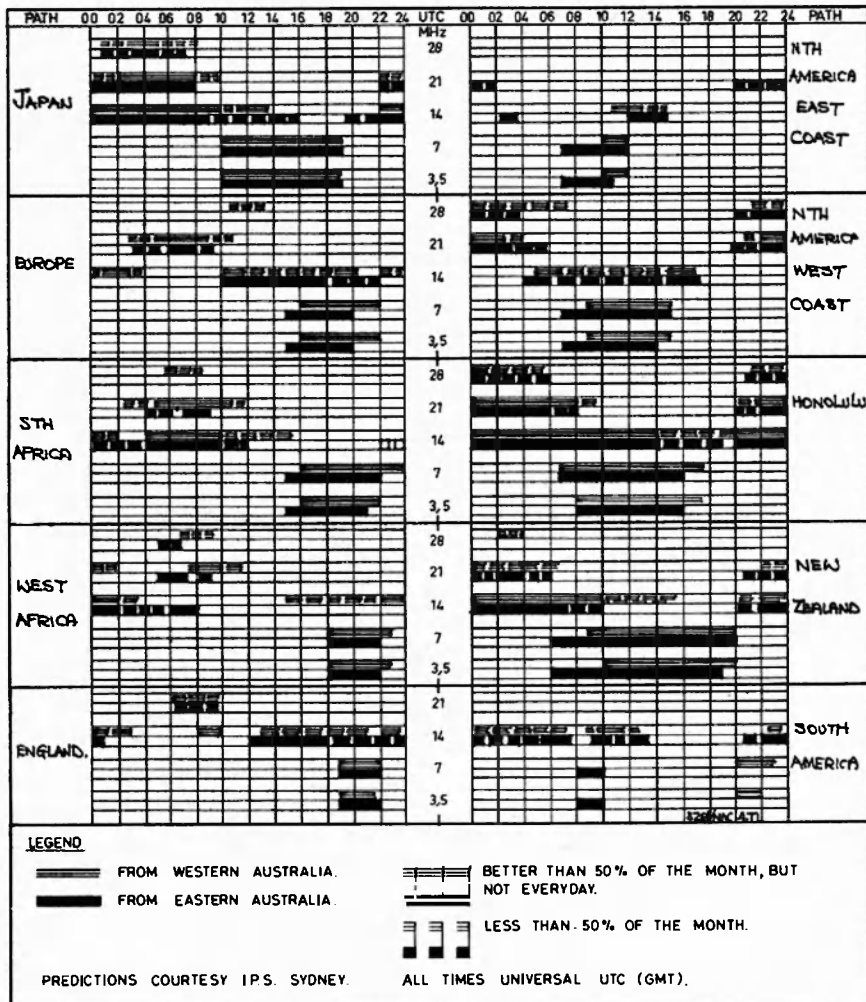 PATH 00 02 04 06 08 10 12 14 16 18 20 22 24 UTC 00 02 04 06 08 10 12 14 16 18 20 22 24 PATH
MHz
JAPAN
28
21
14
7
3,5
NTH
AMERICA
EAST
COAST
EUROPE
28
21
14
7
3,5
NTH
AMERICA
WEST
COAST
STH
AFRICA
28
21
14
7
3,5
HONOLULU
WEST
AFRICA
28
21
14
7
3,5
NEW
ZEALAND
ENGLAND.
21
14
7
3,5
SOUTH
AMERICA
LEGEND
FROM WESTERN AUSTRALIA.
FROM EASTERN AUSTRALIA.
BETTER THAN 50% OF THE MONTH, BUT
NOT EVERYDAY.
LESS THAN 50% OF THE MONTH.
PREDICTIONS COURTESY I.P.S. SYDNEY.
ALL TIMES UNIVERSAL UTC (GMT).